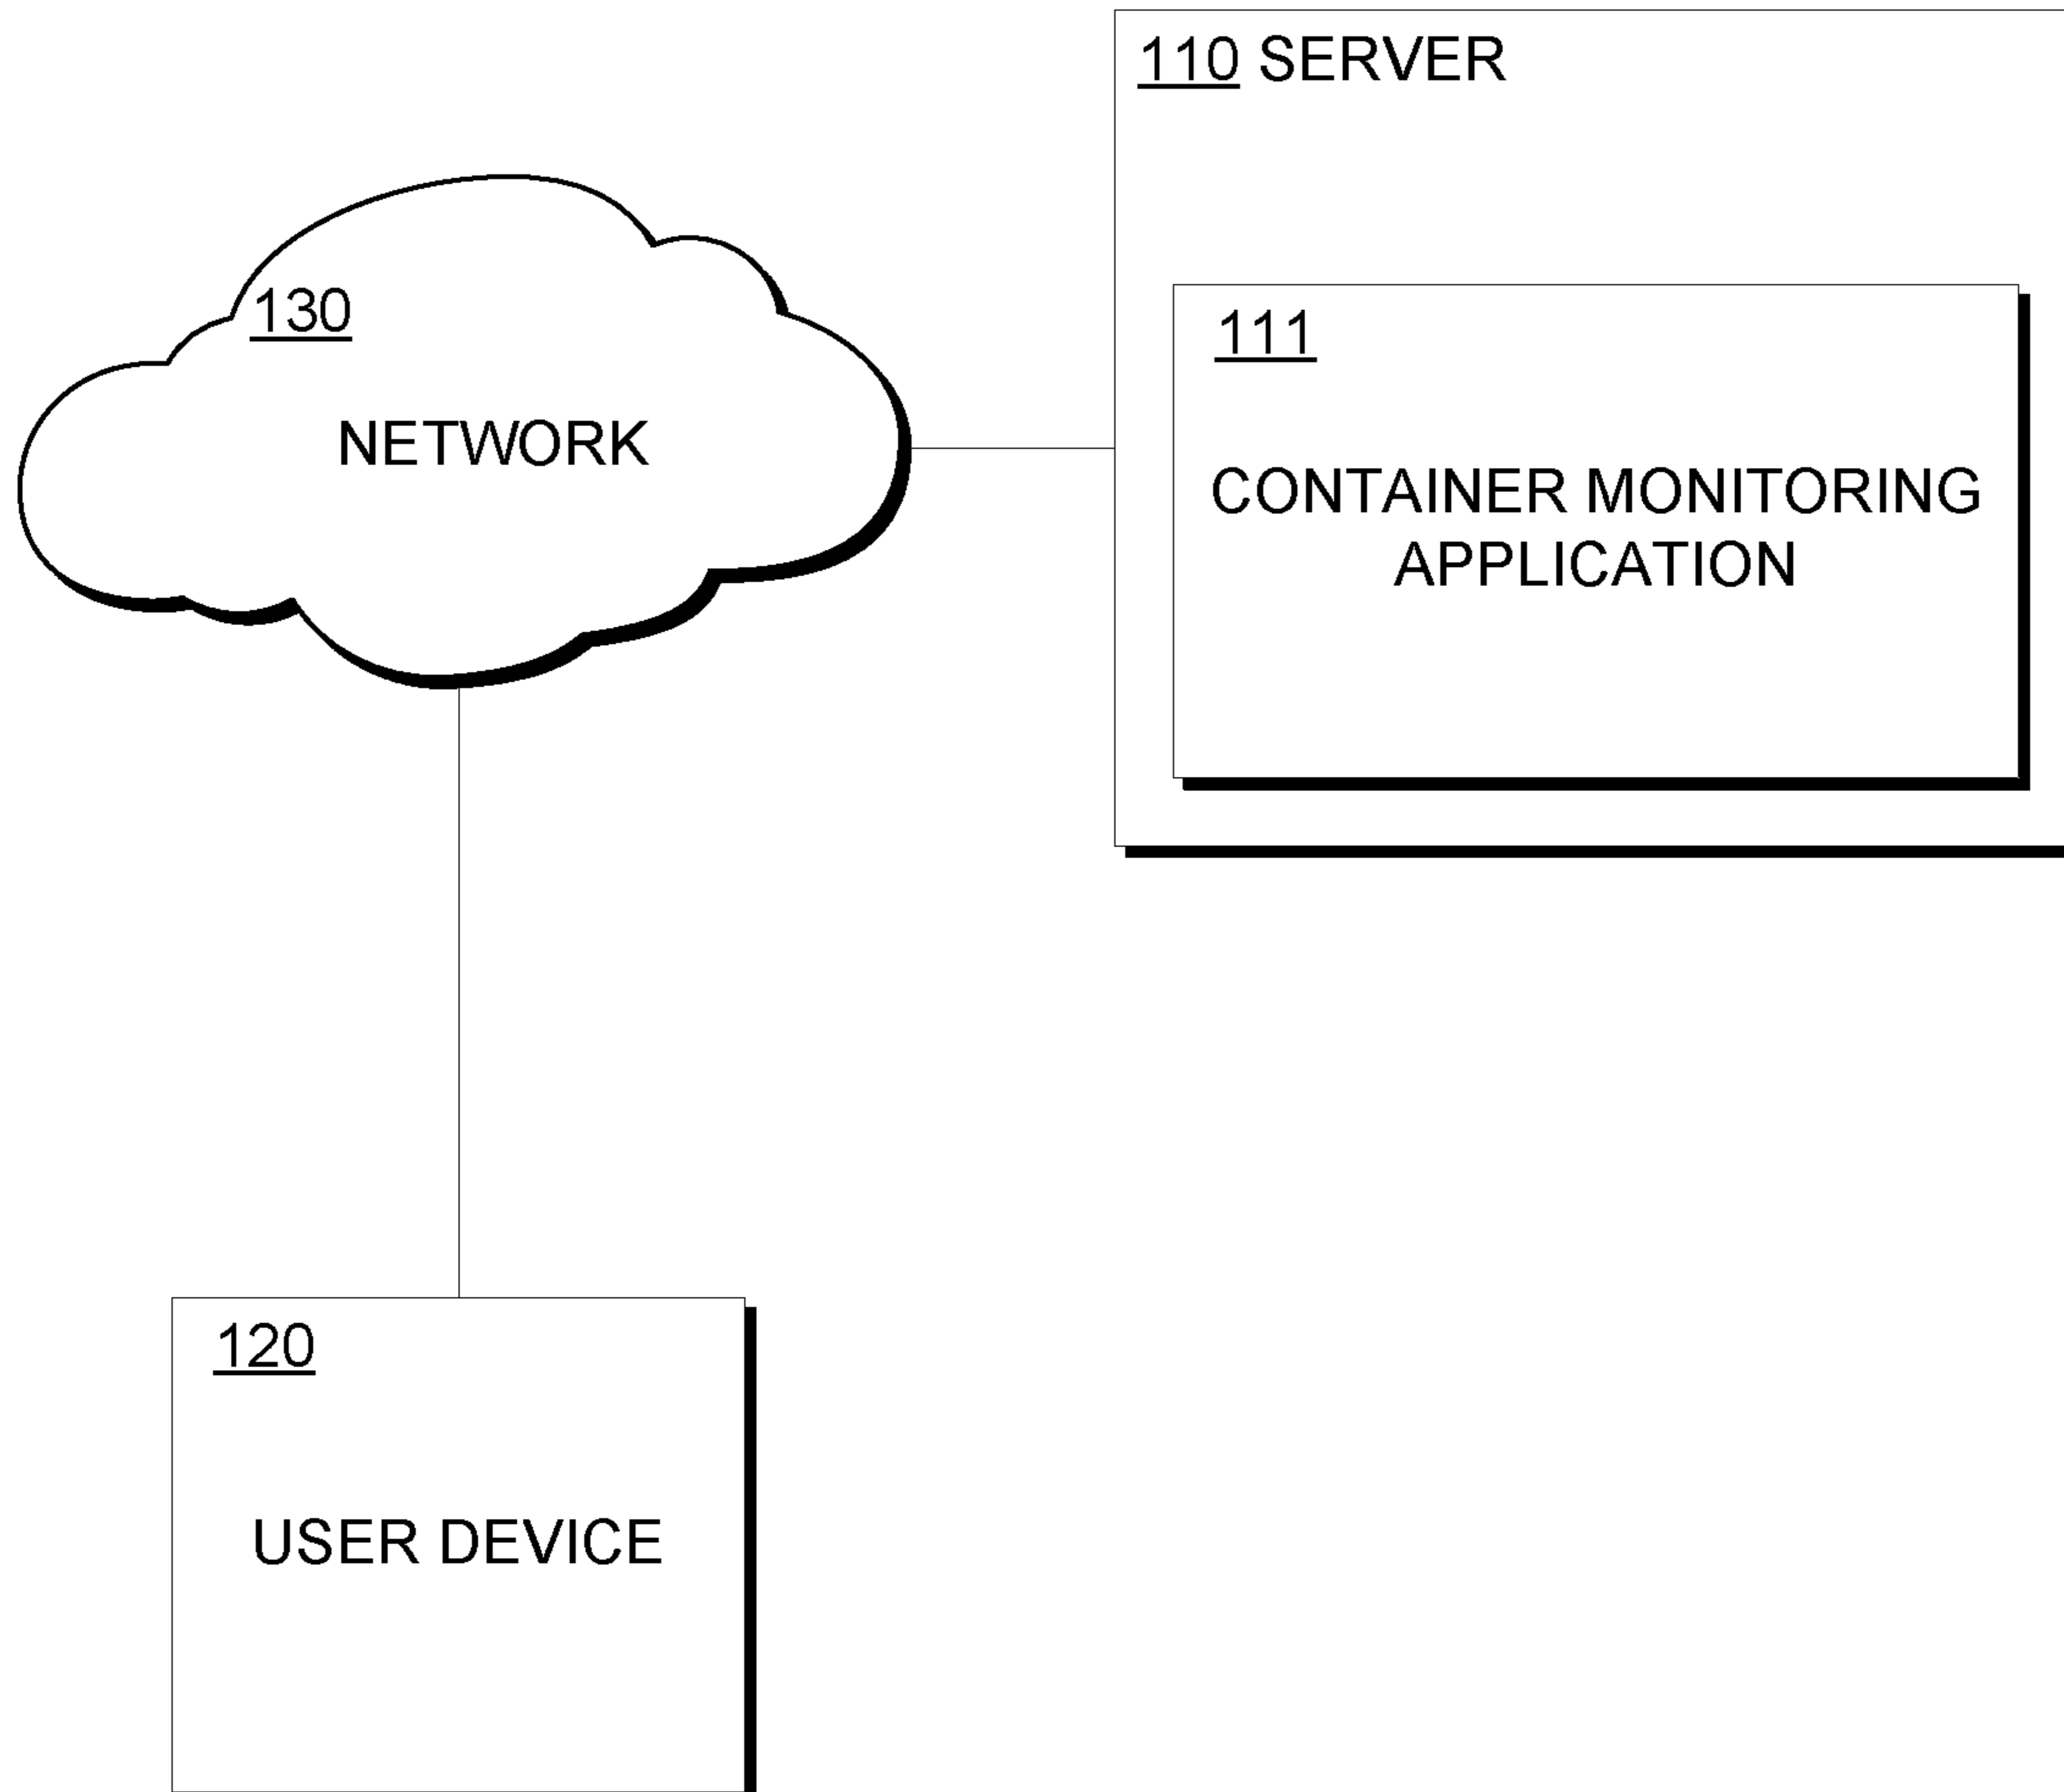 110 SERVER
130
NETWORK
111
CONTAINER MONITORING
APPLICATION
120
USER DEVICE